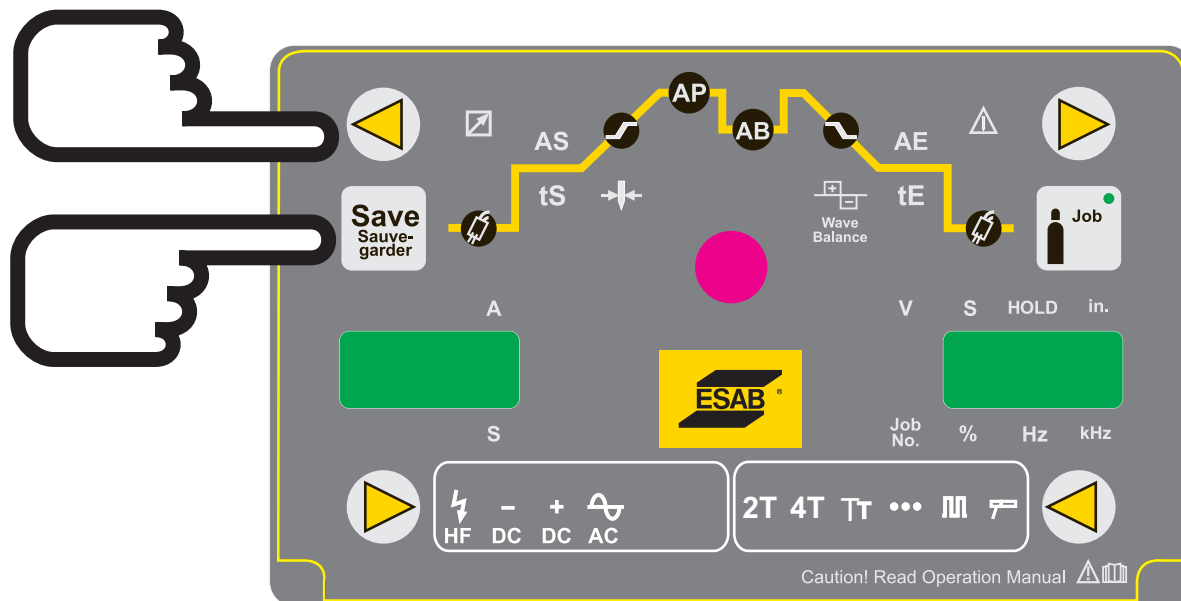 AP
AB
AS
AE
tS
tE
Save
Sauve-
garder
Wave
Balance
Job
A
V S HOLD in.
ESAB ®
S
Job
No. % Hz kHz
2T 4T TT
HF DC DC AC
Caution! Read Operation Manual